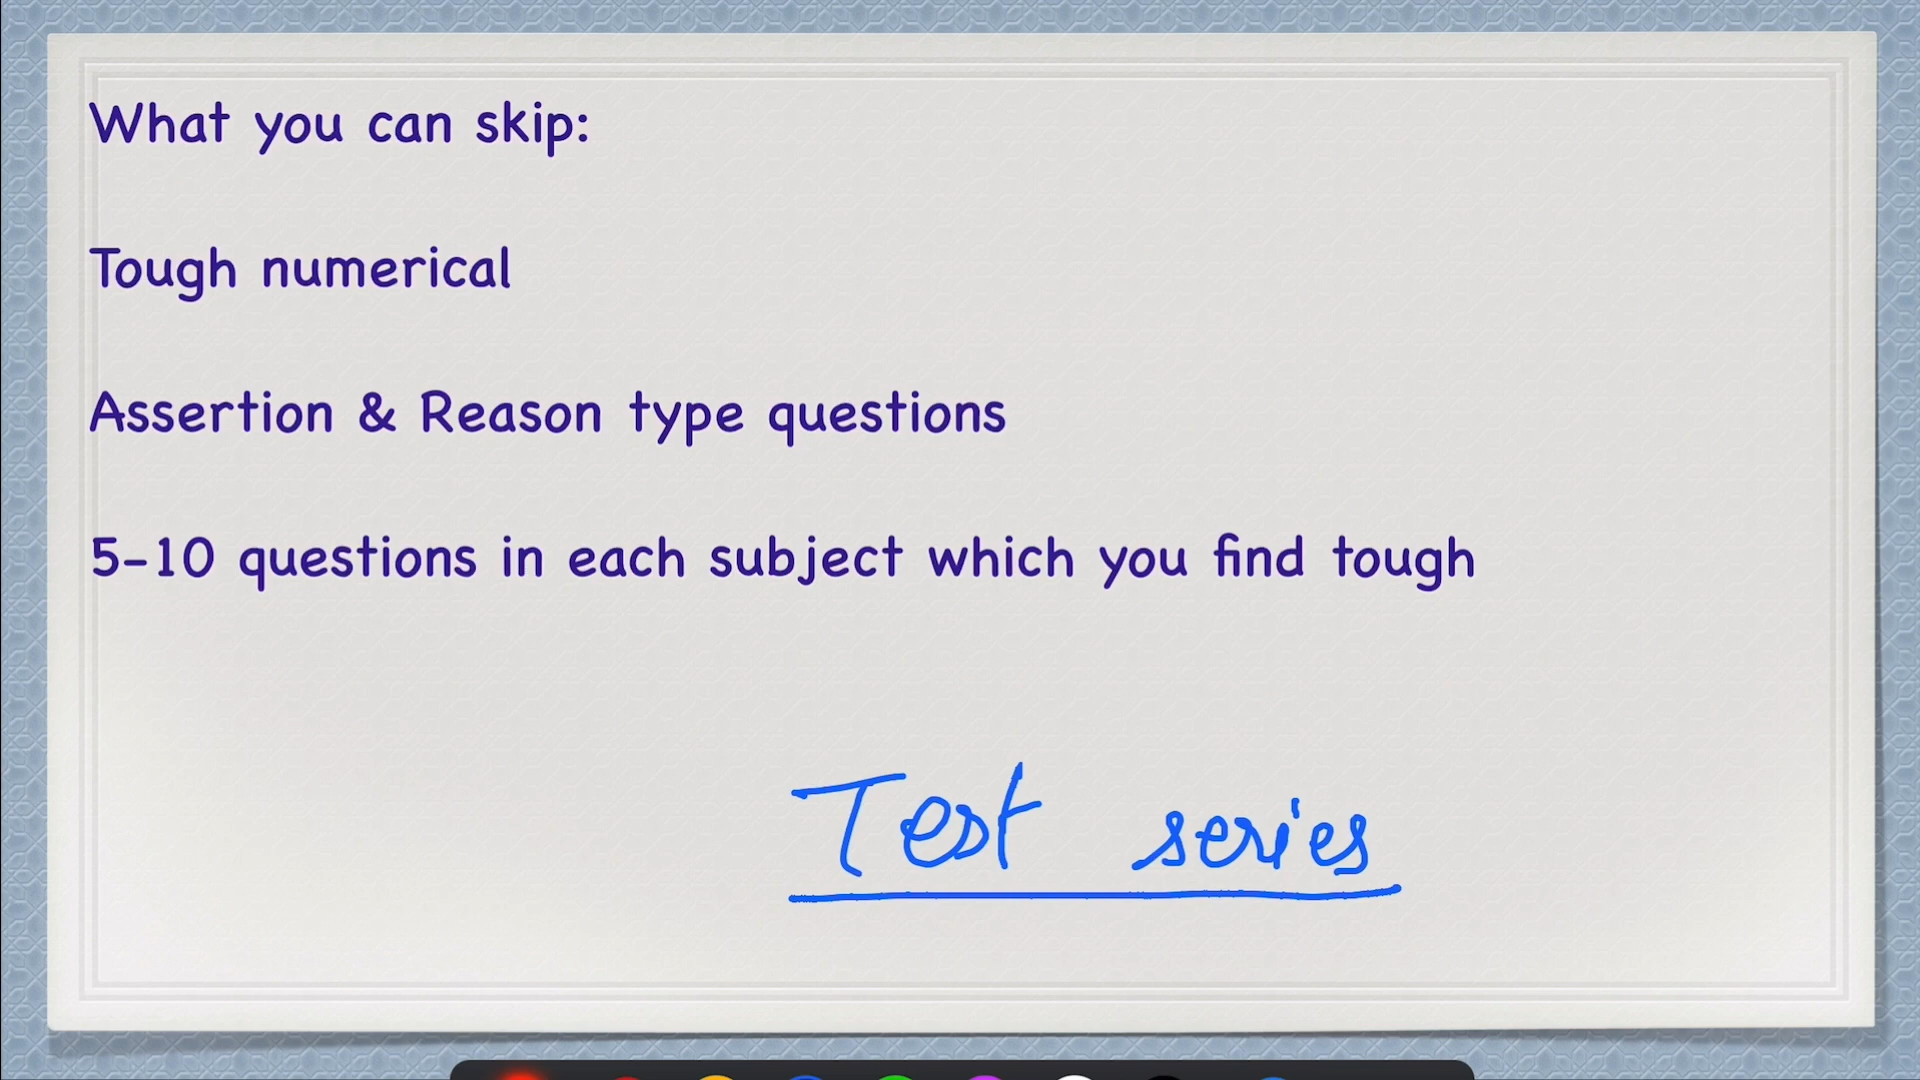 What you can skip:
Tough numerical
Assertion & Reason type questions
5-10 questions in each subject which you find tough
Test series